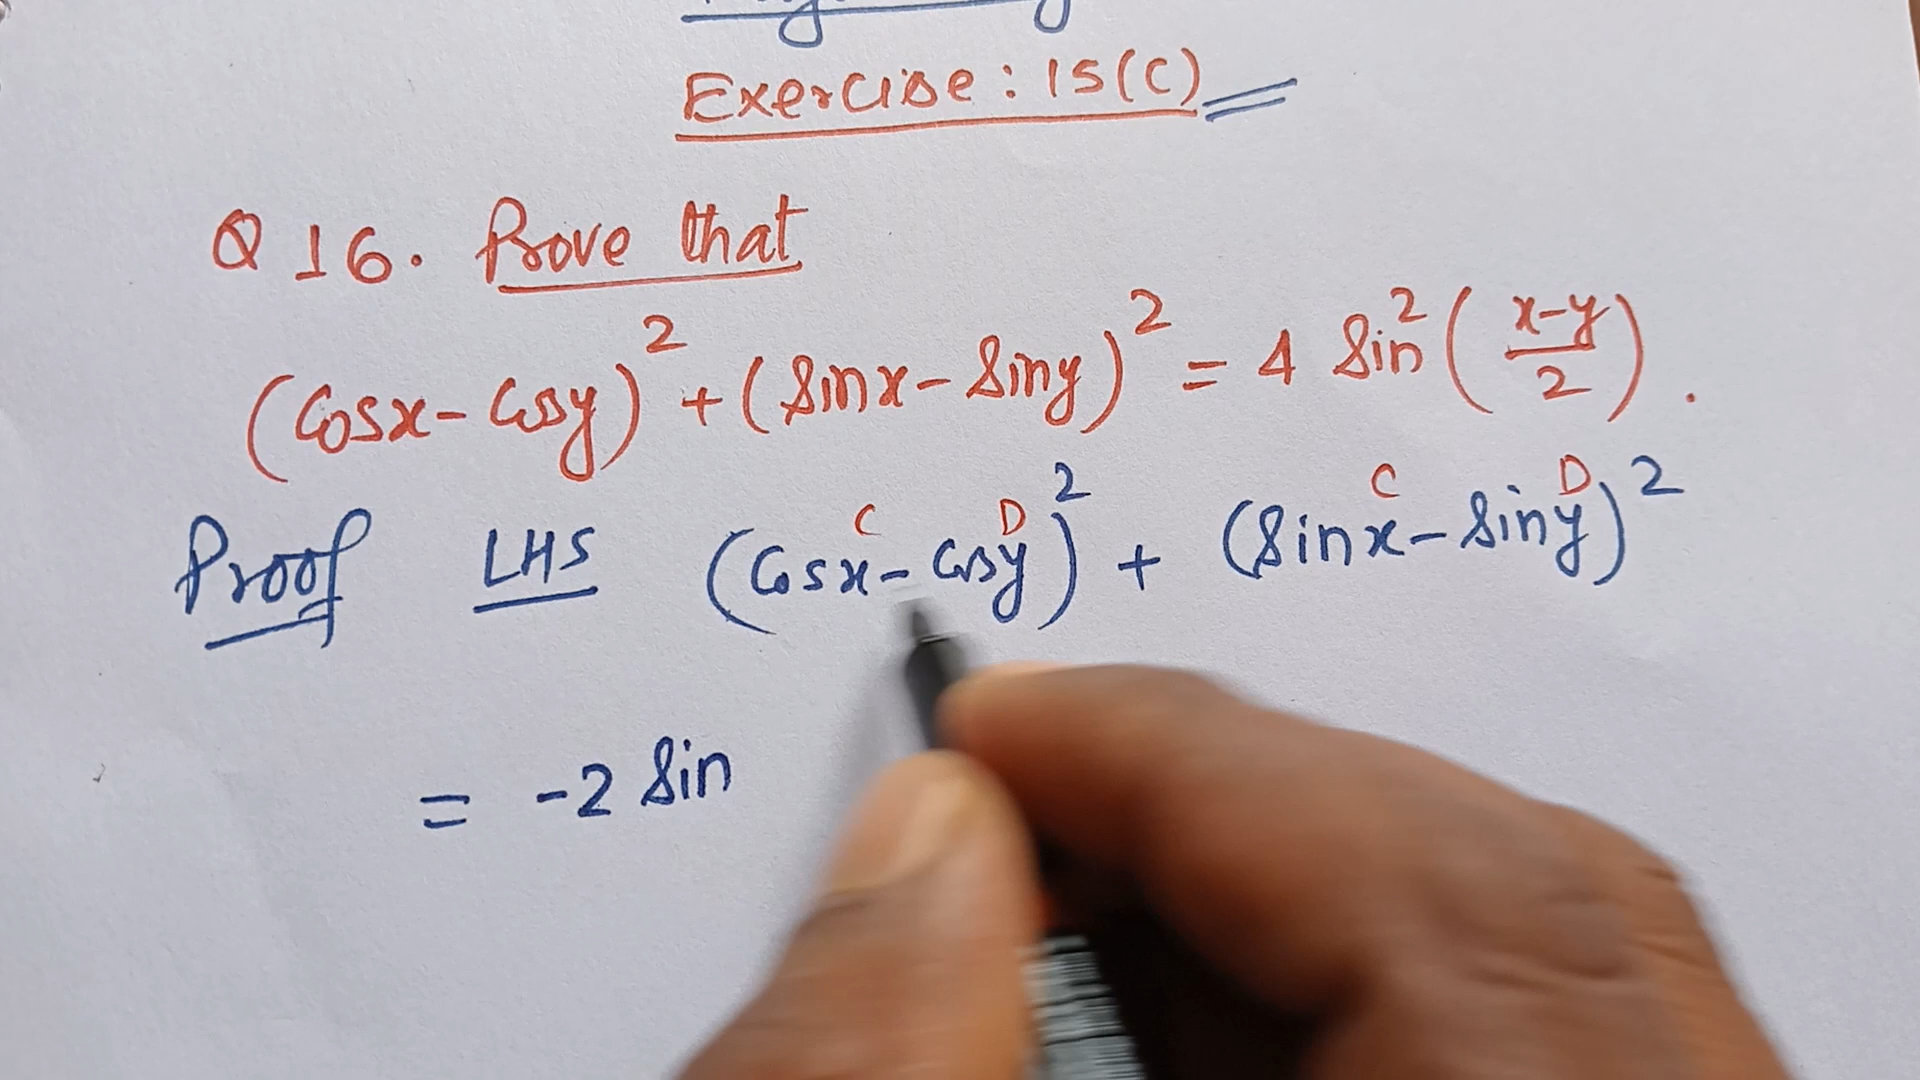 Exercise : 15(C)
Q 16. Prove that
(Cosx - Cosy)² + (Sinx - Siny)² = 4 Sin² ( x-y / 2 ) .
Proof LHS (Cosx - Cosy)² + (Sinx - Siny)²
C D C D
= -2 Sin